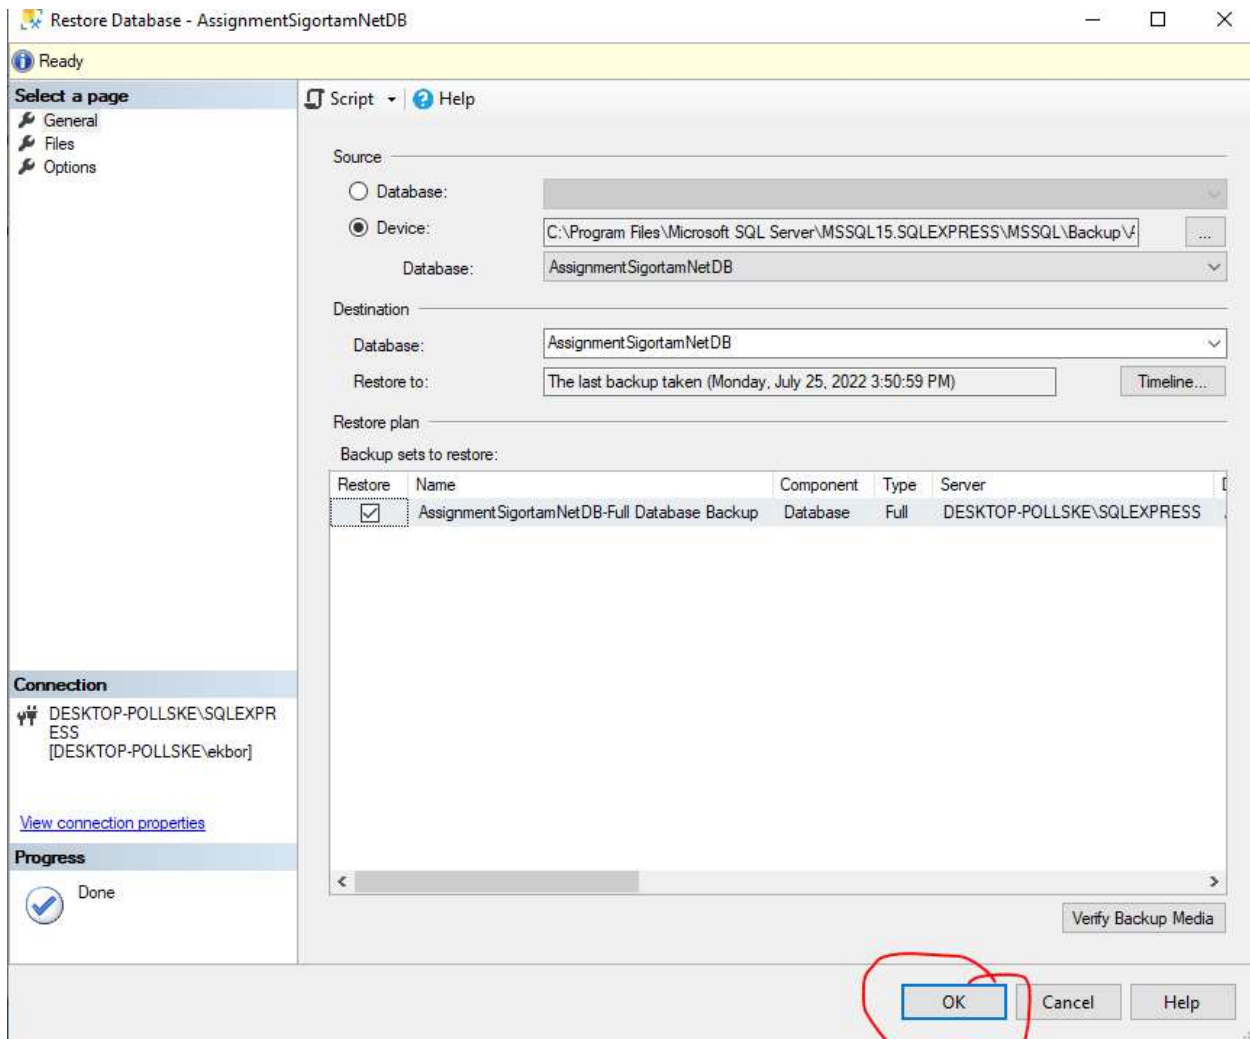 Restore Database - AssignmentSigortamNetDB
Ready
Select a page
General
Files
Options
Script
Help
Source
Database:
Device:
C:\Program Files\Microsoft SQL Server\MSSQL15.SQLEXPRESS\MSSQL\Backup\A
...
Database:
AssignmentSigortamNetDB
Destination
Database:
AssignmentSigortamNetDB
Restore to:
The last backup taken (Monday, July 25, 2022 3:50:59 PM)
Timeline...
Restore plan
Backup sets to restore:
Restore Name Component Type Server
AssignmentSigortamNetDB-Full Database Backup Database Full DESKTOP-POLLSKE\SQLEXPRESS
Connection
DESKTOP-POLLSKE\SQLEXPR
ESS
[DESKTOP-POLLSKE\ekbor]
View connection properties
Progress
Done
Verify Backup Media
OK Cancel Help